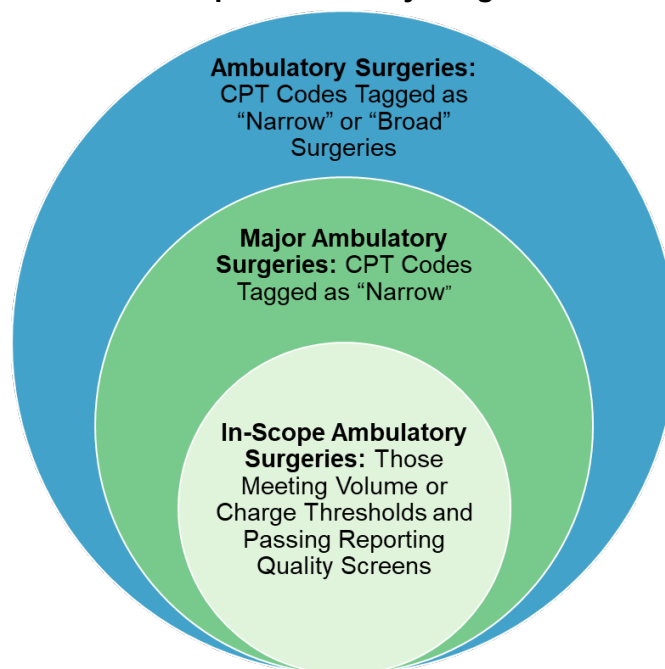 Ambulatory Surgeries:
CPT Codes Tagged as
“Narrow” or “Broad”
Surgeries
Major Ambulatory
Surgeries: CPT Codes
Tagged as “Narrow”
In-Scope Ambulatory
Surgeries: Those
Meeting Volume or
Charge Thresholds and
Passing Reporting
Quality Screens